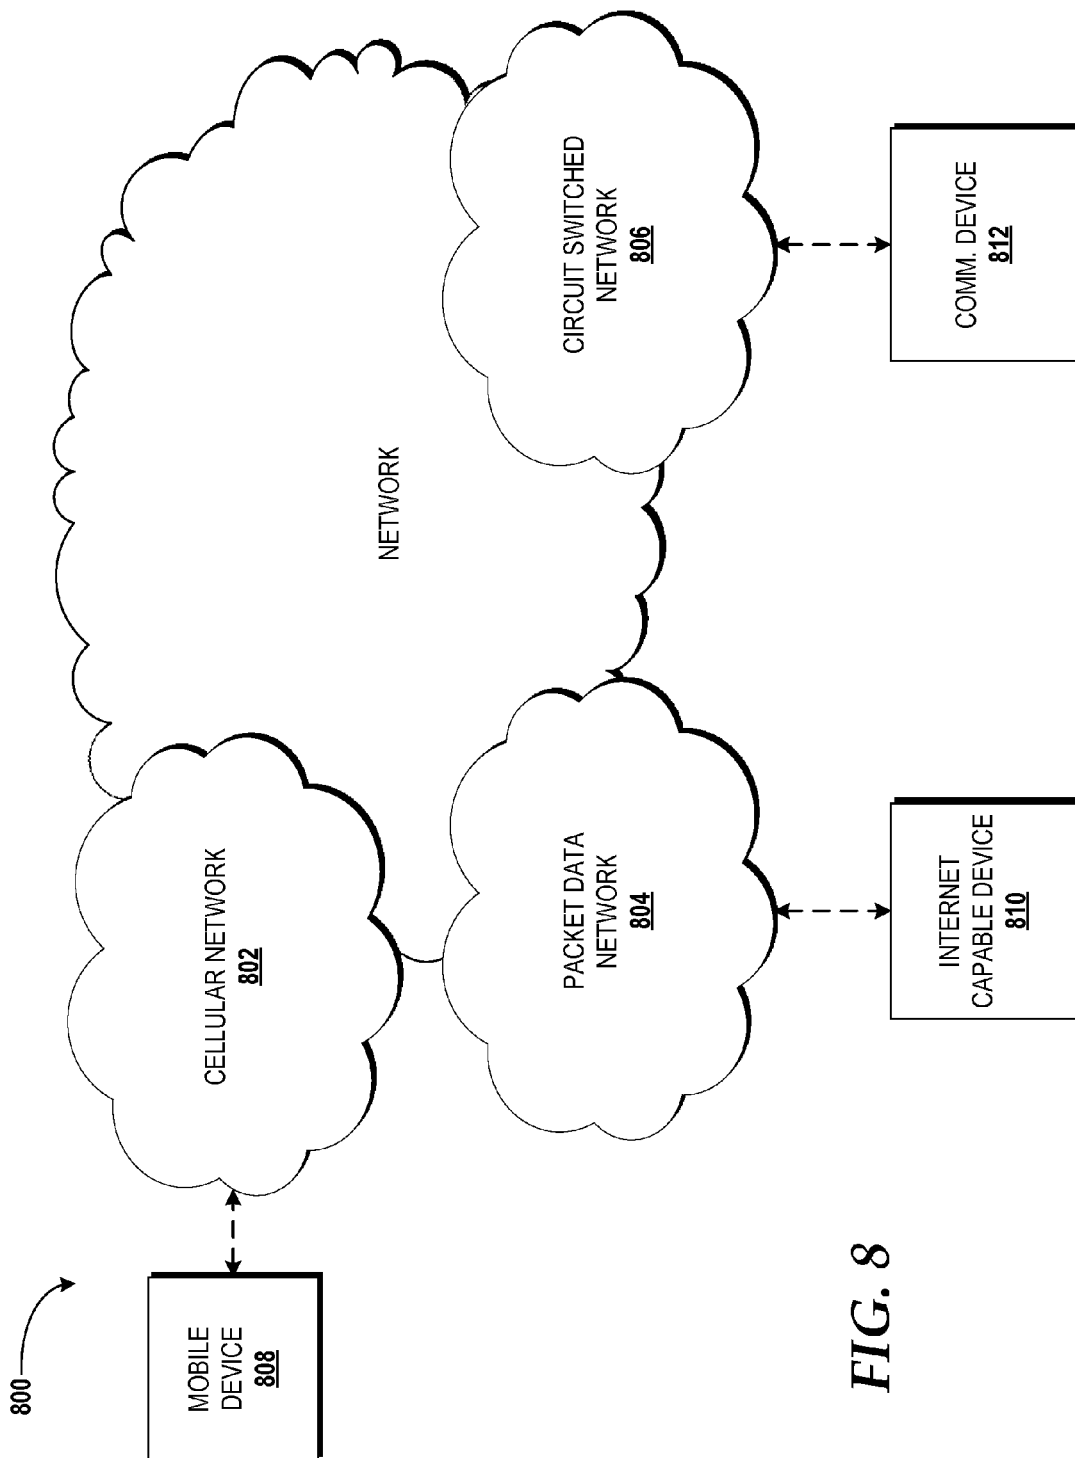 800
MOBILE
DEVICE
808
CELLULAR NETWORK
802
NETWORK
PACKET DATA
NETWORK
804
CIRCUIT SWITCHED
NETWORK
806
INTERNET
CAPABLE DEVICE
810
COMM. DEVICE
812
FIG. 8